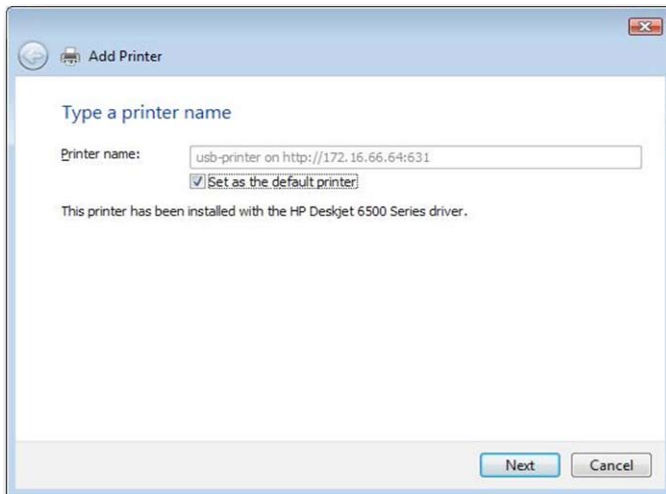 Add Printer
Type a printer name
Printer name:
usb-printer on http://172.16.66.64:631
Set as the default printer
This printer has been installed with the HP Deskjet 6500 Series driver.
Next
Cancel